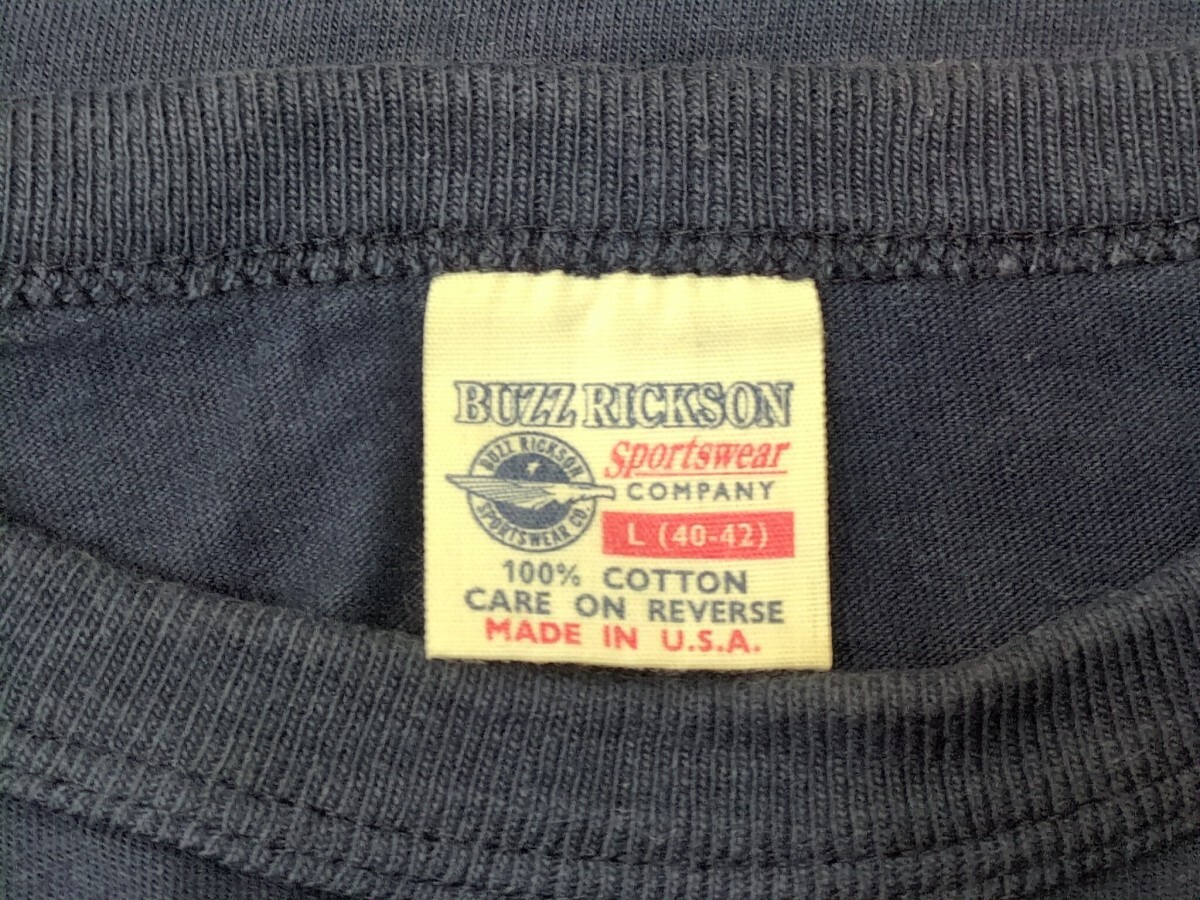 BUZZ RICKSON
BUZZ RICKSON
SPORTSWEAR CO.
Sportswear
COMPANY
L (40-42)
100% COTTON
CARE ON REVERSE
MADE IN U.S.A.